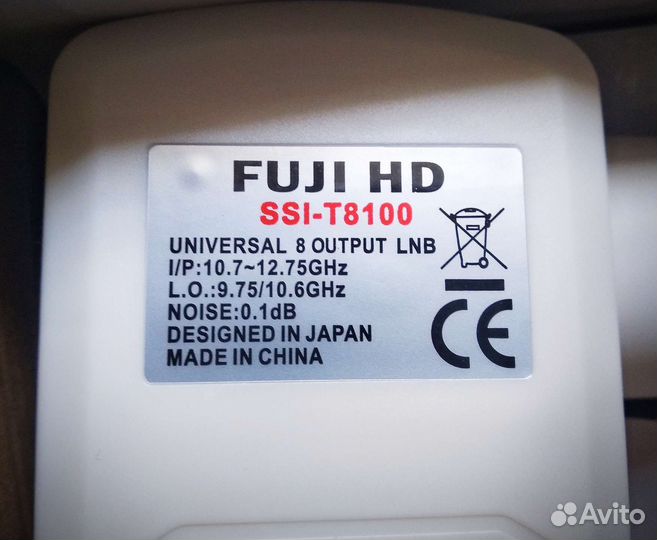 FUJI HD
SSI-T8100
UNIVERSAL 8 OUTPUT LNB
I/P:10.7~12.75GHz
L.O.:9.75/10.6GHz
NOISE:0.1dB
DESIGNED IN JAPAN
MADE IN CHINA
CE
Avito